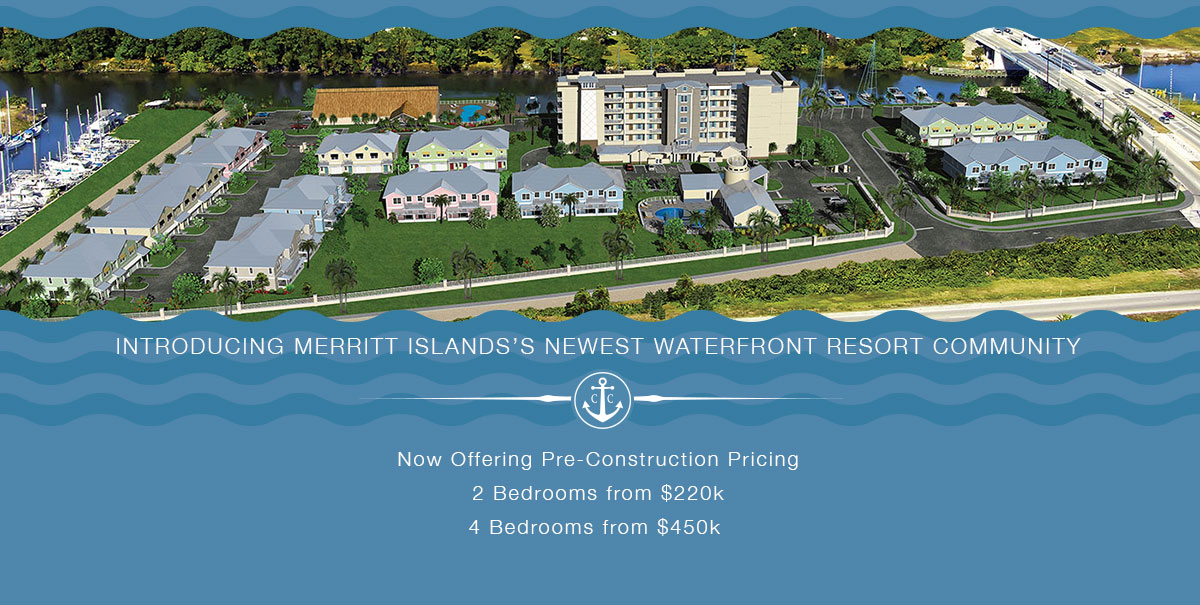 INTRODUCING MERRITT ISLANDS'S NEWEST WATERFRONT RESORT COMMUNITY
C C
Now Offering Pre-Construction Pricing
2 Bedrooms from $220k
4 Bedrooms from $450k